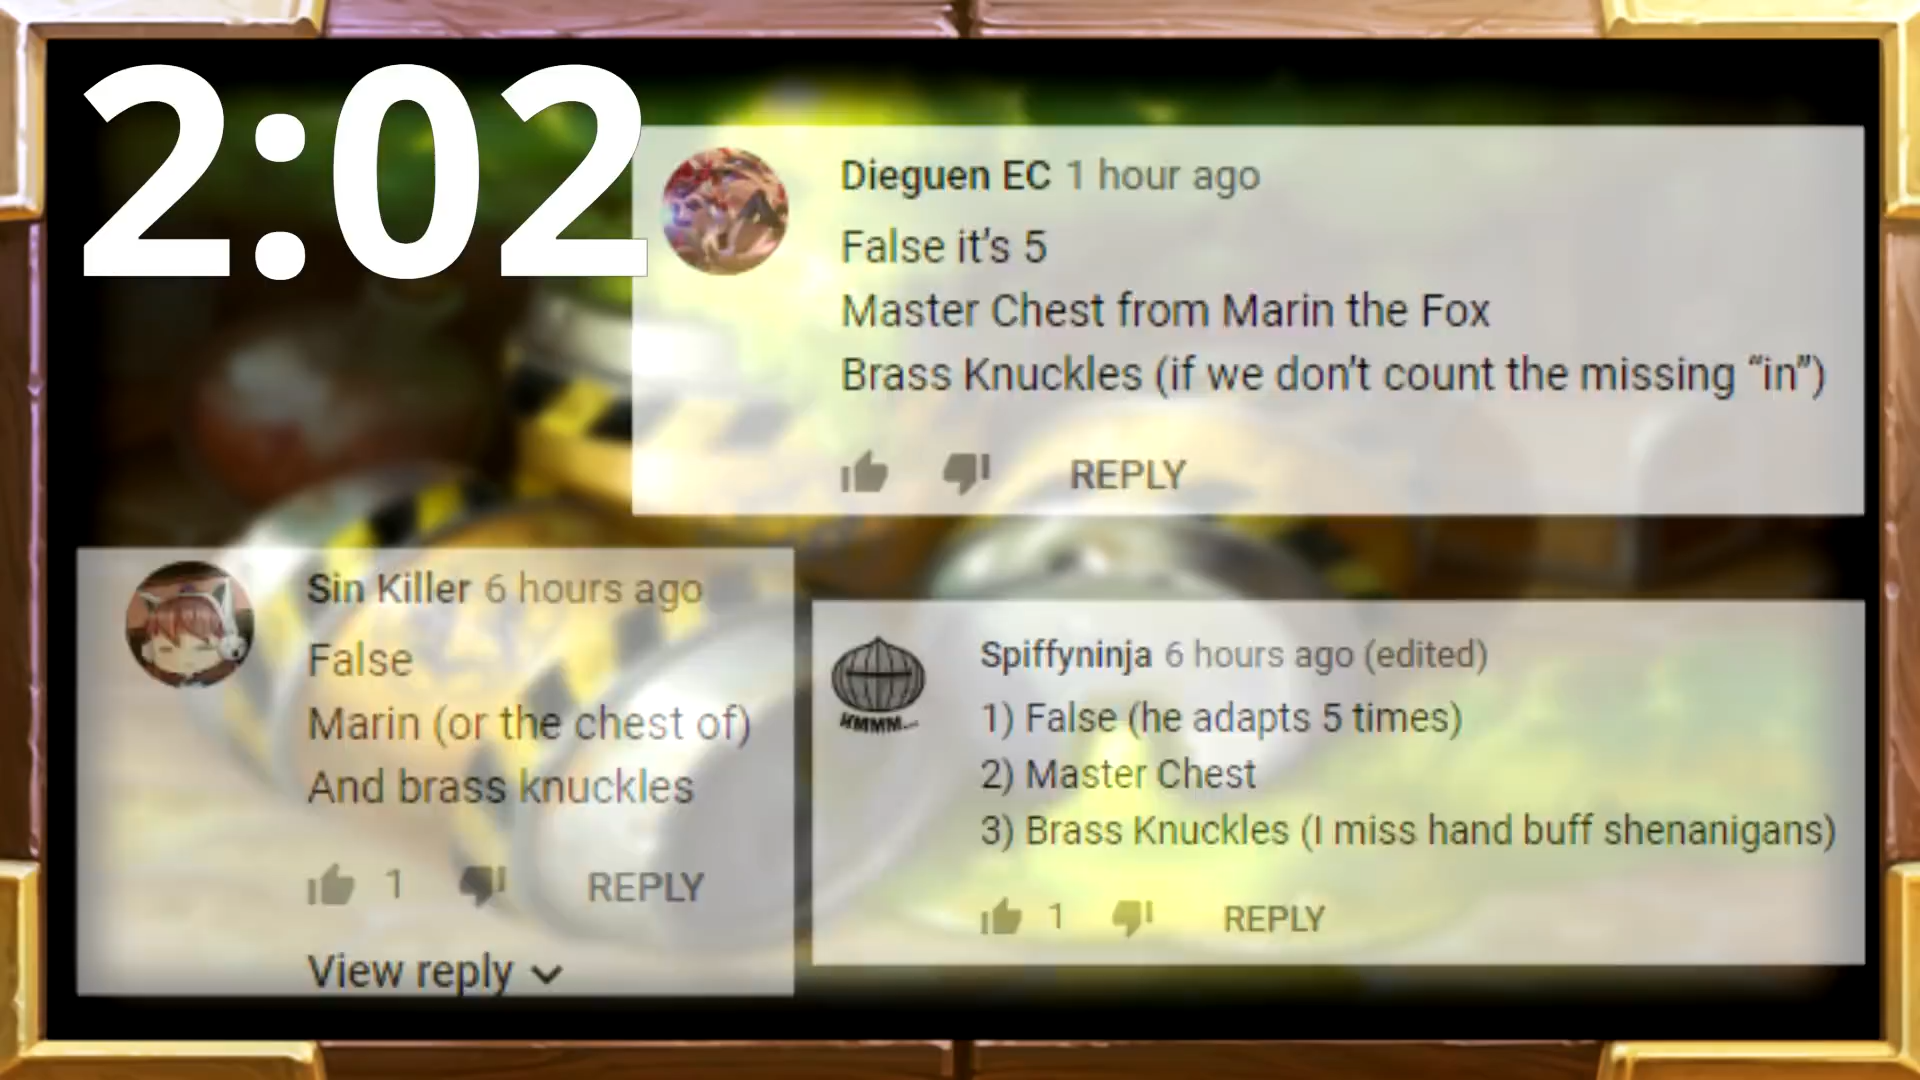 2:02
Dieguen EC 1 hour ago
False it's 5
Master Chest from Marin the Fox
Brass Knuckles (if we don't count the missing “in”)
REPLY
Sin Killer 6 hours ago
False
Marin (or the chest of)
And brass knuckles
1 REPLY
View reply
HMMM...
Spiffyninja 6 hours ago (edited)
1) False (he adapts 5 times)
2) Master Chest
3) Brass Knuckles (I miss hand buff shenanigans)
1 REPLY